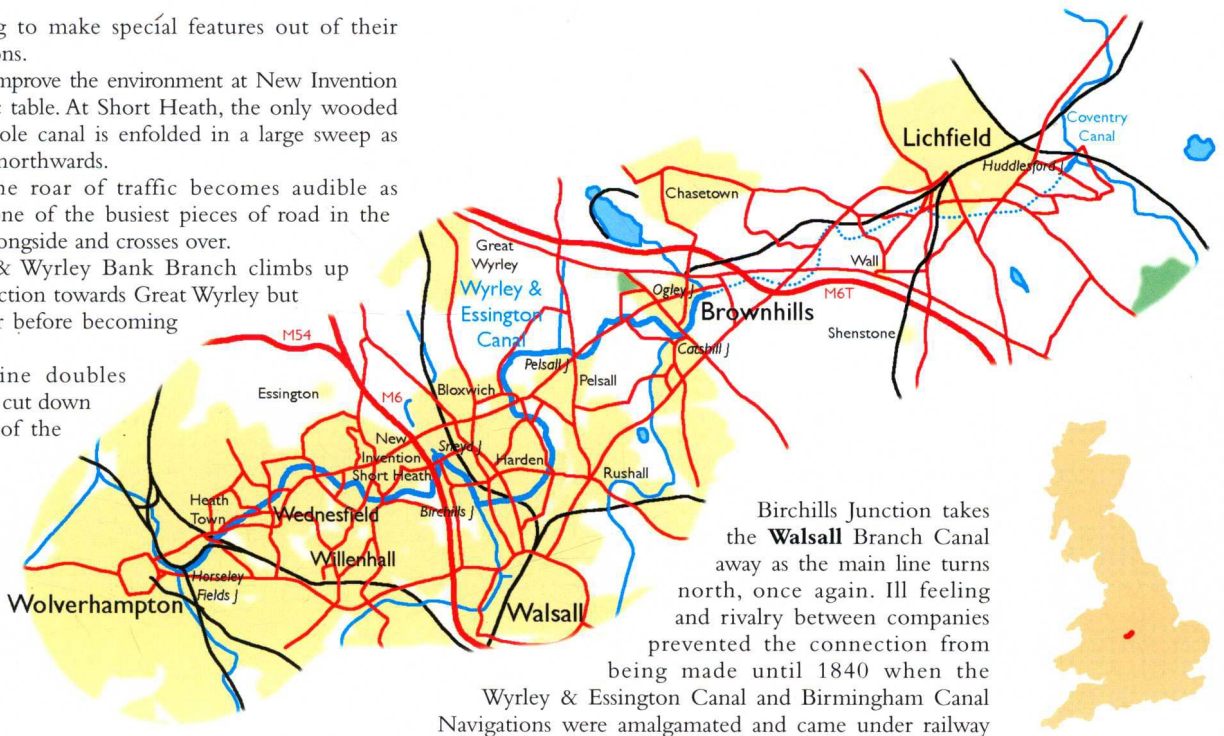 g to make special features out of their
ons.
mprove the environment at New Invention
c table. At Short Heath, the only wooded
ole canal is enfolded in a large sweep as
northwards.
he roar of traffic becomes audible as
one of the busiest pieces of road in the
ongside and crosses over.
& Wyrley Bank Branch climbs up
ction towards Great Wyrley but
r before becoming
ine doubles
cut down
of the
Coventry
Canal
Lichfield
Huddlesford J
Chasetown
Great
Wyrley
Wall
Wyrley &
Essington
Canal
Ogley J
M6T
Brownhills
Shenstone
M54
Catshill J
Pelsall J
Pelsall
Essington
M6
Bloxwich
New
Invention
Sneyd J
Harden
Short Heath
Rushall
Heath
Town
Wednesfield
Birchills J
Willenhall
Horseley
Fields J
Wolverhampton
Walsall
Birchills Junction takes
the Walsall Branch Canal
away as the main line turns
north, once again. Ill feeling
and rivalry between companies
prevented the connection from
being made until 1840 when the
Wyrley & Essington Canal and Birmingham Canal
Navigations were amalgamated and came under railway